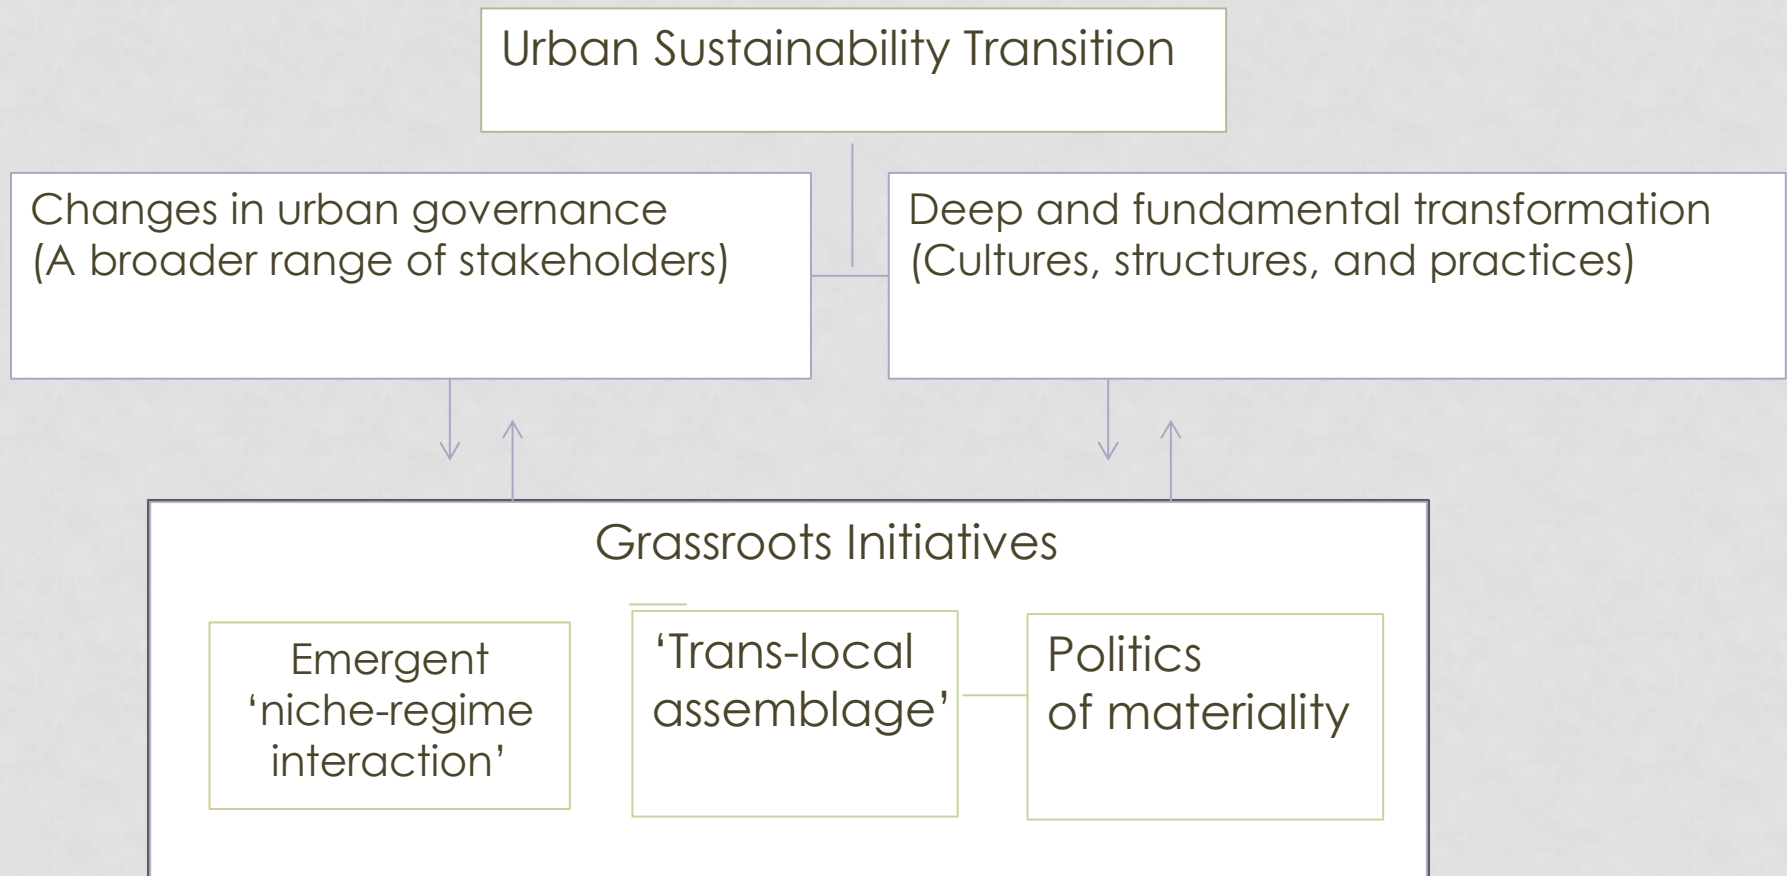 Urban Sustainability Transition
Changes in urban governance
(A broader range of stakeholders)
Deep and fundamental transformation
(Cultures, structures, and practices)
Grassroots Initiatives
Emergent
‘niche-regime
interaction’
‘Trans-local
assemblage’
Politics
of materiality